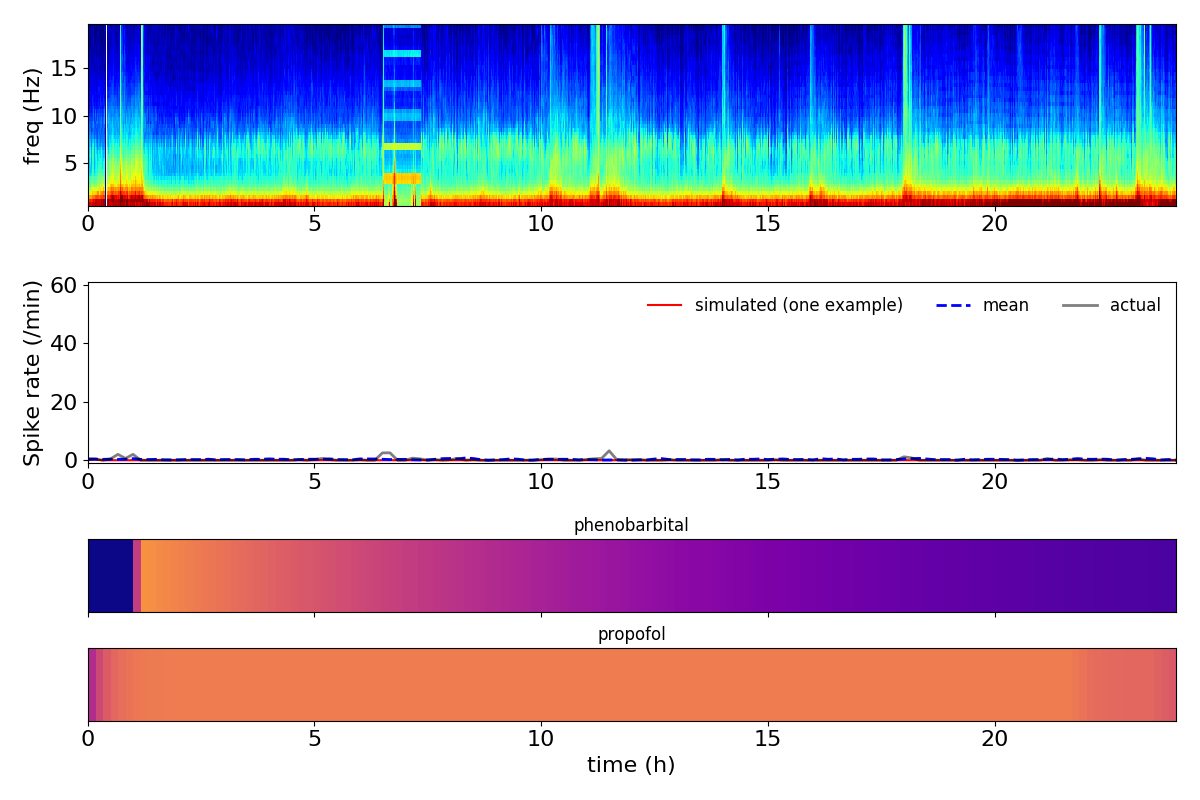 freq (Hz)
15
10
5
0 5 10 15 20
Spike rate (/min)
60
40
20
0
simulated (one example) mean actual
0 5 10 15 20
phenobarbital
propofol
0 5 10 15 20
time (h)